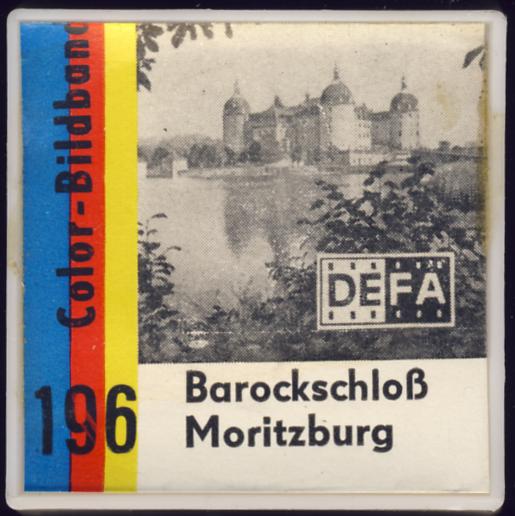 Color-Bildband
DEFA
196
Barockschloß
Moritzburg